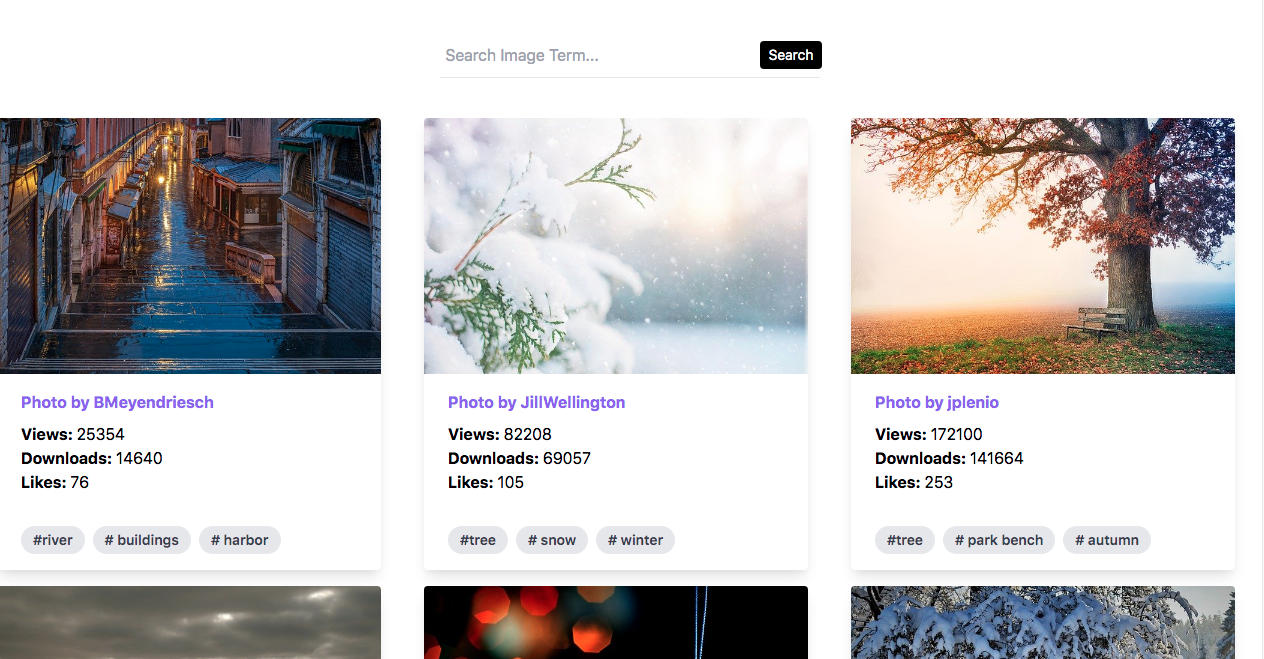 Search Image Term...
Search
Photo by BMeyendriesch
Views: 25354
Downloads: 14640
Likes: 76
#river
# buildings
# harbor
Photo by JillWellington
Views: 82208
Downloads: 69057
Likes: 105
#tree
# snow
# winter
Photo by jplenio
Views: 172100
Downloads: 141664
Likes: 253
#tree
# park bench
# autumn